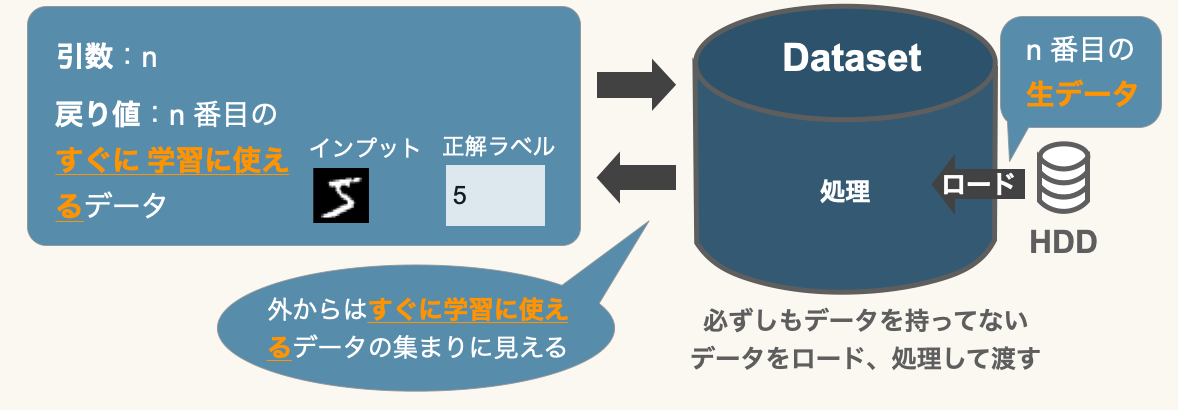 引数：n
戻り値：n 番目の
すぐに 学習に使え
るデータ
インプット
正解ラベル
5
5
Dataset
処理
n 番目の
生データ
ロード
HDD
外からはすぐに学習に使え
るデータの集まりに見える
必ずしもデータを持ってない
データをロード、処理して渡す